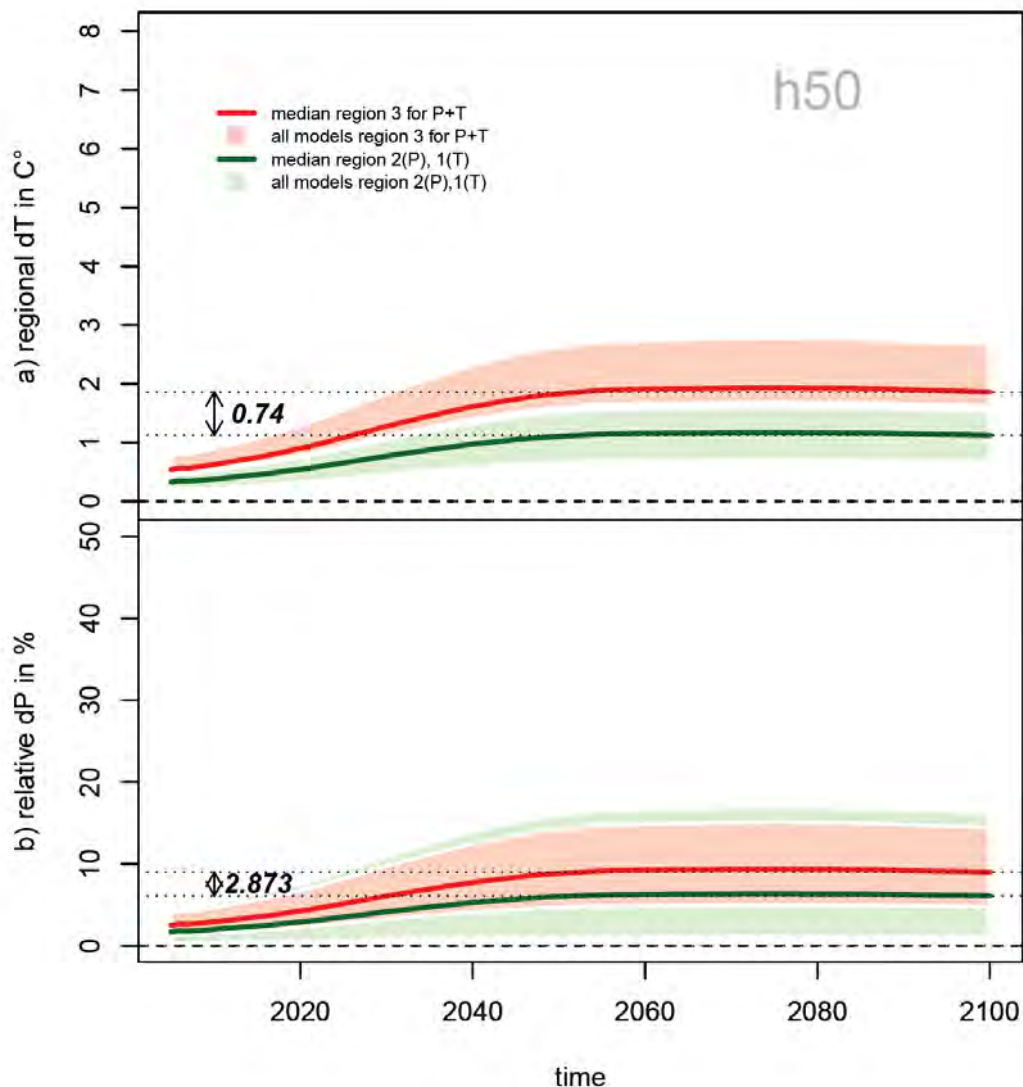 h50
median region 3 for P+T
all models region 3 for P+T
median region 2(P), 1(T)
all models region 2(P),1(T)
a) regional dT in C°
8
7
6
5
4
3
2
1
0
0.74
b) relative dP in %
50
40
30
20
10
0
2.873
2020 2040 2060 2080 2100
time